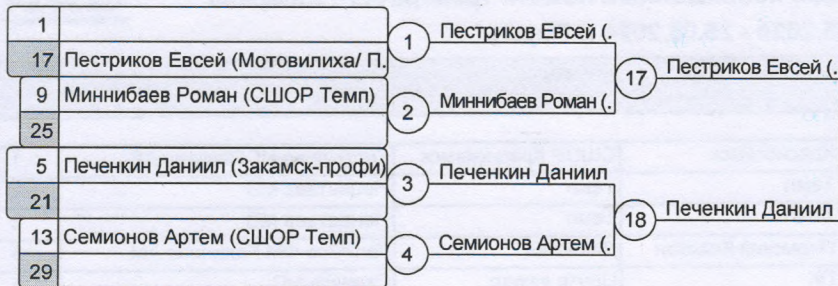 1
17 Пестриков Евсей (Мотовилиха/ П.
9 Миннибаев Роман (СШОР Темп)
25
5 Печенкин Даниил (Закамск-профи)
21
13 Семионов Артем (СШОР Темп)
29
1
Пестриков Евсей (.
2
Миннибаев Роман (.
3
Печенкин Даниил
4
Семионов Артем (.
17
Пестриков Евсей (.
18
Печенкин Даниил